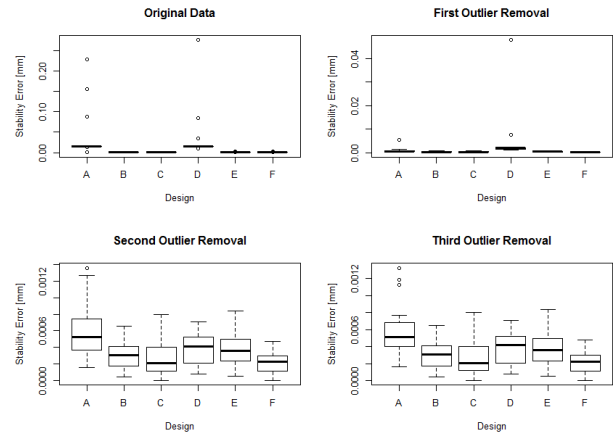 Original Data
Stability Error [mm]
0.00 0.10 0.20
A B C D E F
Design
First Outlier Removal
Stability Error [mm]
0.00 0.02 0.04
A B C D E F
Design
Second Outlier Removal
Stability Error [mm]
0.0000 0.0006 0.0012
A B C D E F
Design
Third Outlier Removal
Stability Error [mm]
0.0000 0.0006 0.0012
A B C D E F
Design